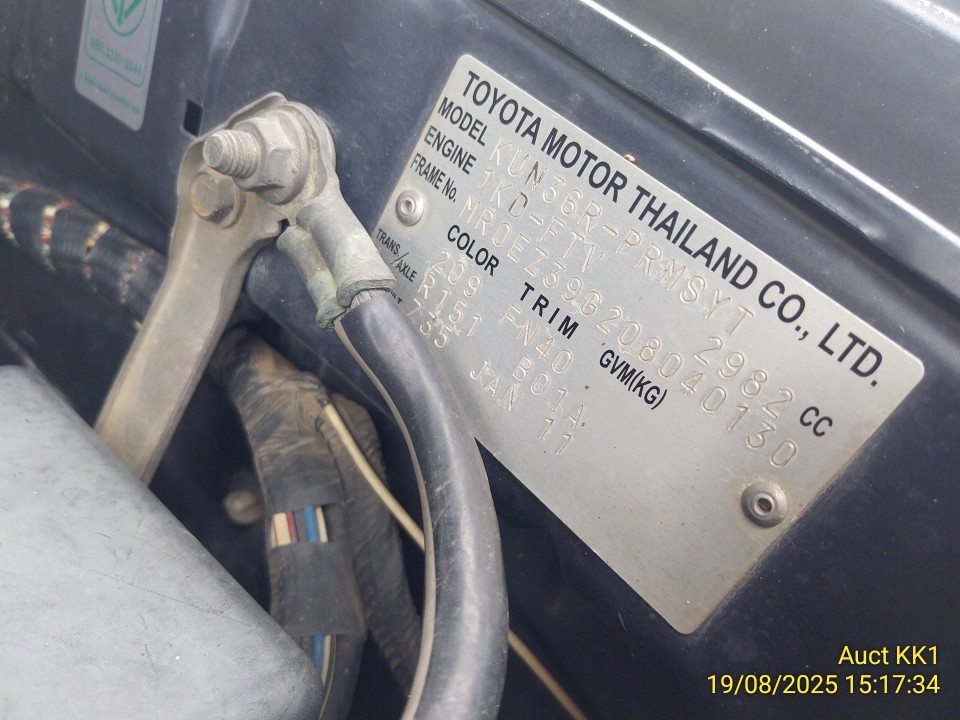 TOYOTA MOTOR THAILAND CO., LTD.
MODEL KUN36R-PRMSYT
ENGINE 1KD-FTV 2982 CC
FRAME No. MR0EZ39G208040130
COLOR TRIM GVM(KG)
209 FN40
TRANS/AXLE R151 B01A
735 JAN 11
Auct KK1
19/08/2025 15:17:34